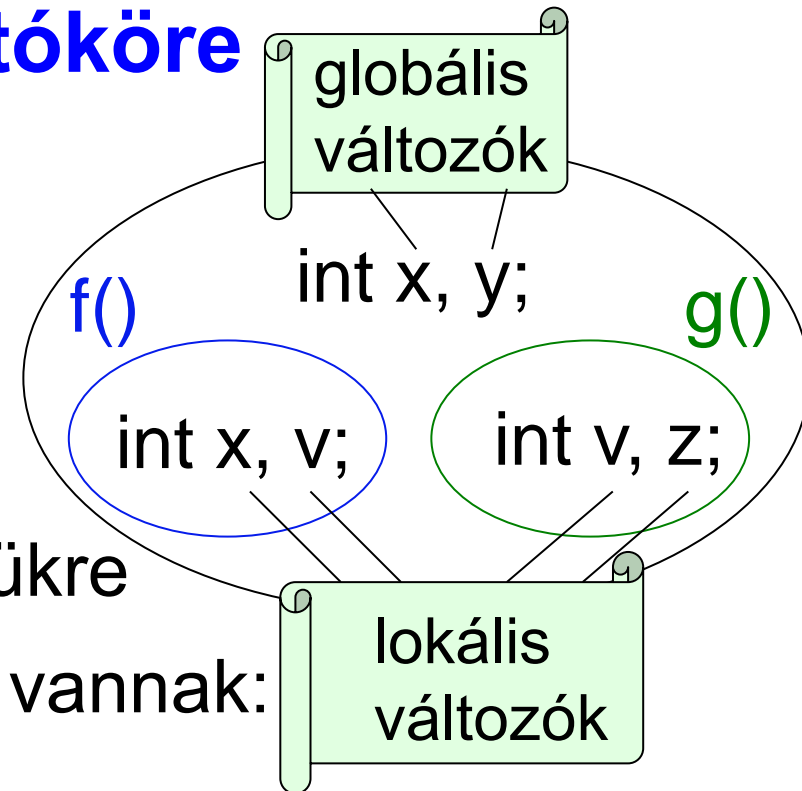 tóköre
globális
változók
int x, y;
f()
g()
int x, v;
int v, z;
ükre
vannak:
lokális
változók